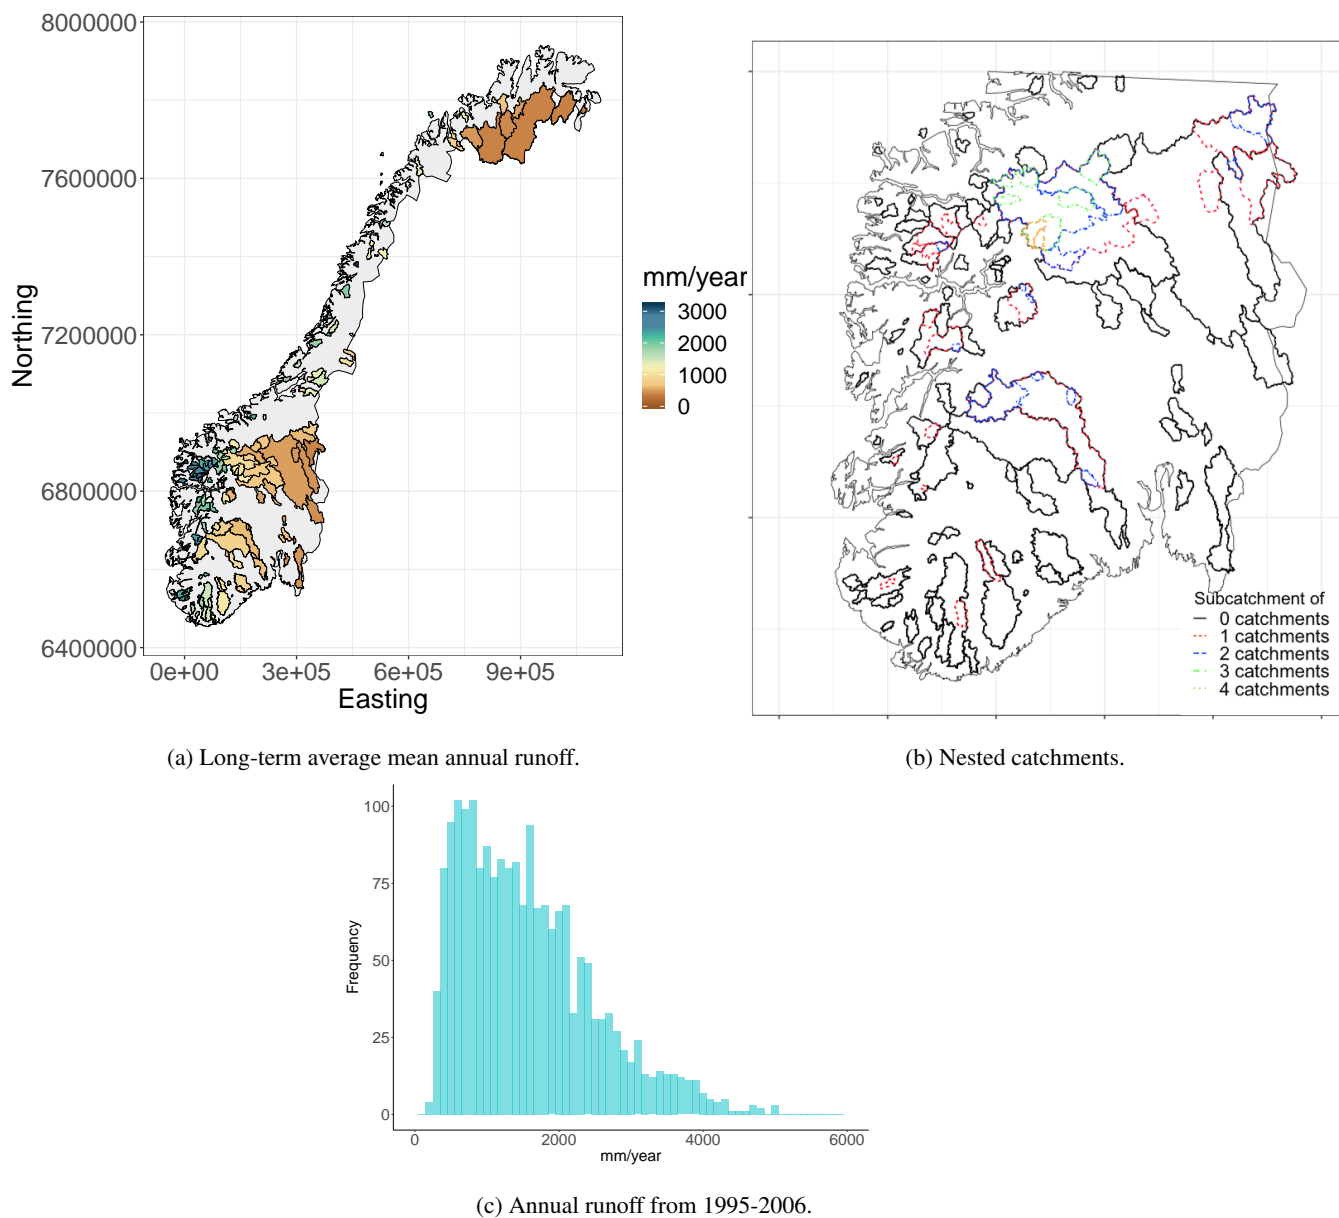 8000000
7600000
7200000
6800000
6400000
Northing
0e+00 3e+05 6e+05 9e+05
Easting
mm/year
3000
2000
1000
0
(a) Long-term average mean annual runoff.
Subcatchment of
0 catchments
1 catchments
2 catchments
3 catchments
4 catchments
(b) Nested catchments.
100
75
50
25
0
Frequency
0 2000 4000 6000
mm/year
(c) Annual runoff from 1995-2006.